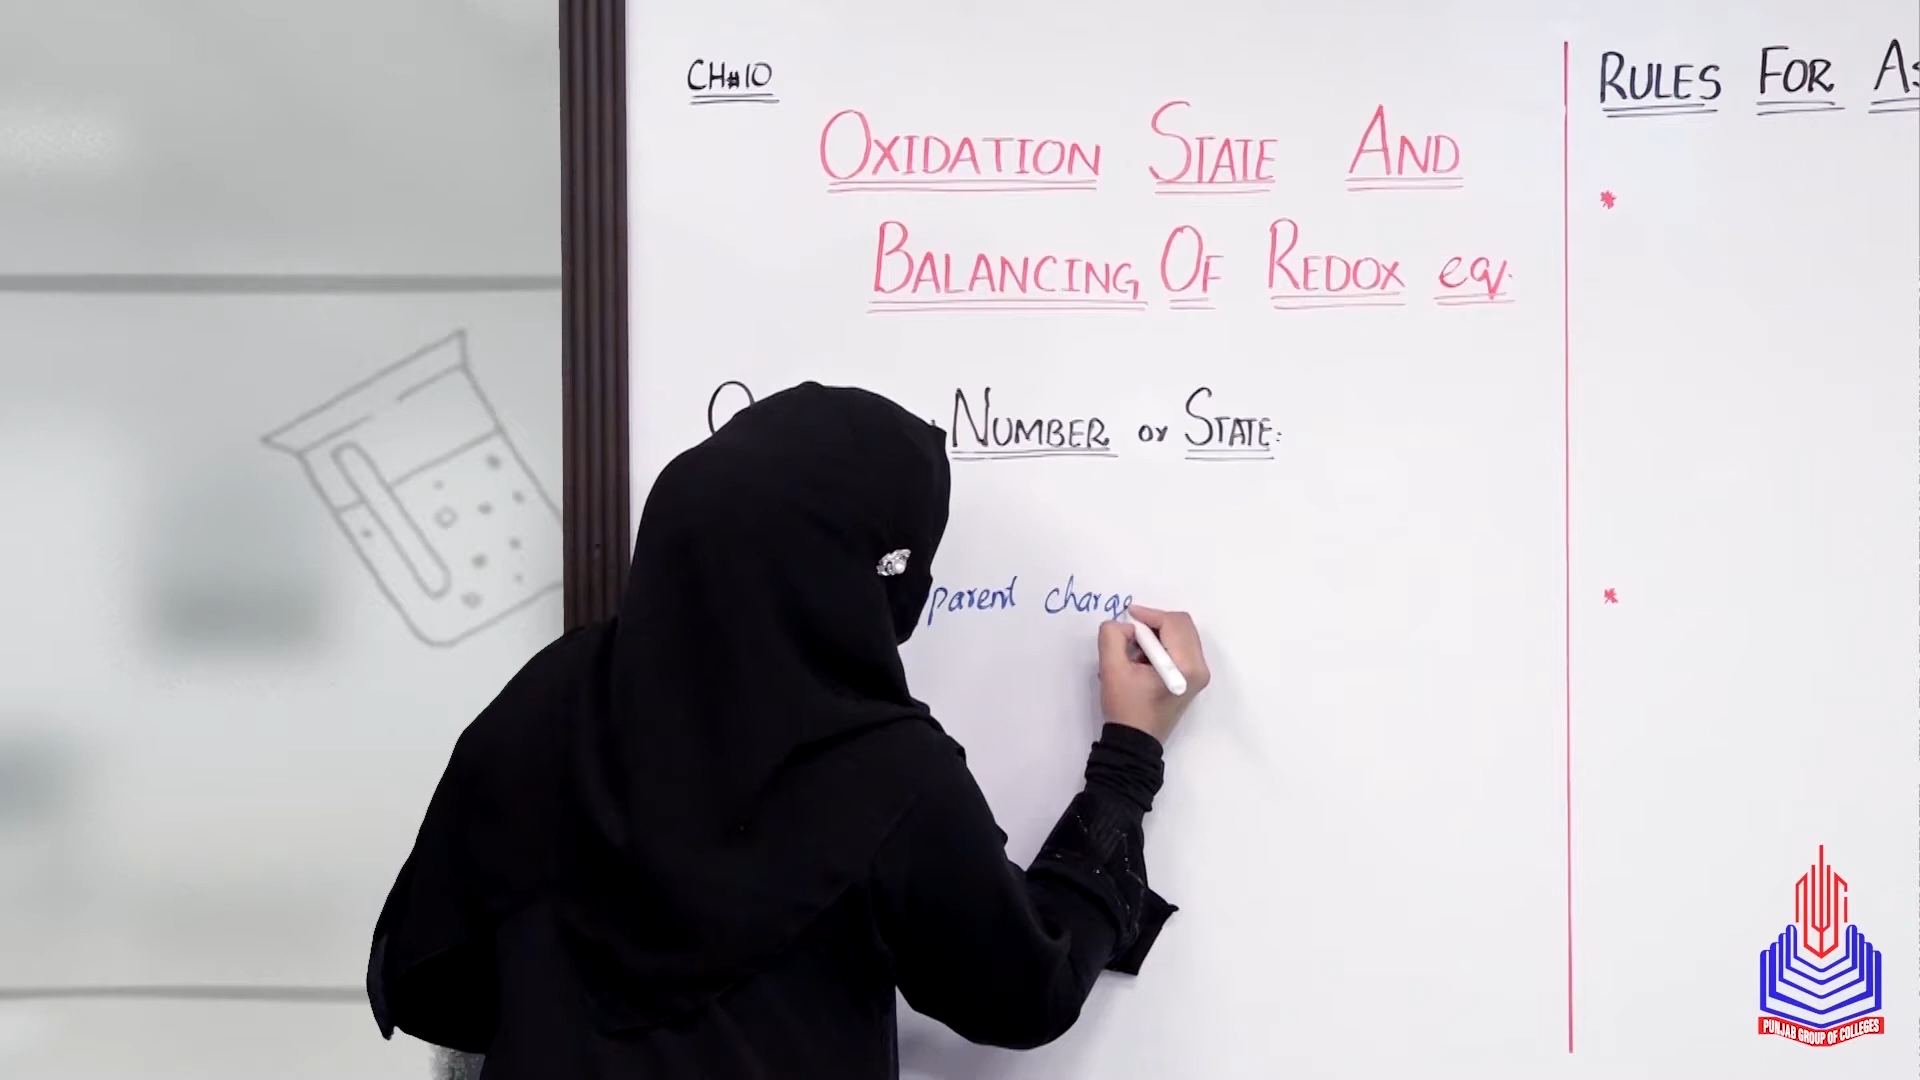 CH#10
OXIDATION STATE AND
BALANCING OF REDOX eq.
NUMBER or STATE:
parent charge
RULES FOR AS
*
*
PUNJAB GROUP OF COLLEGES